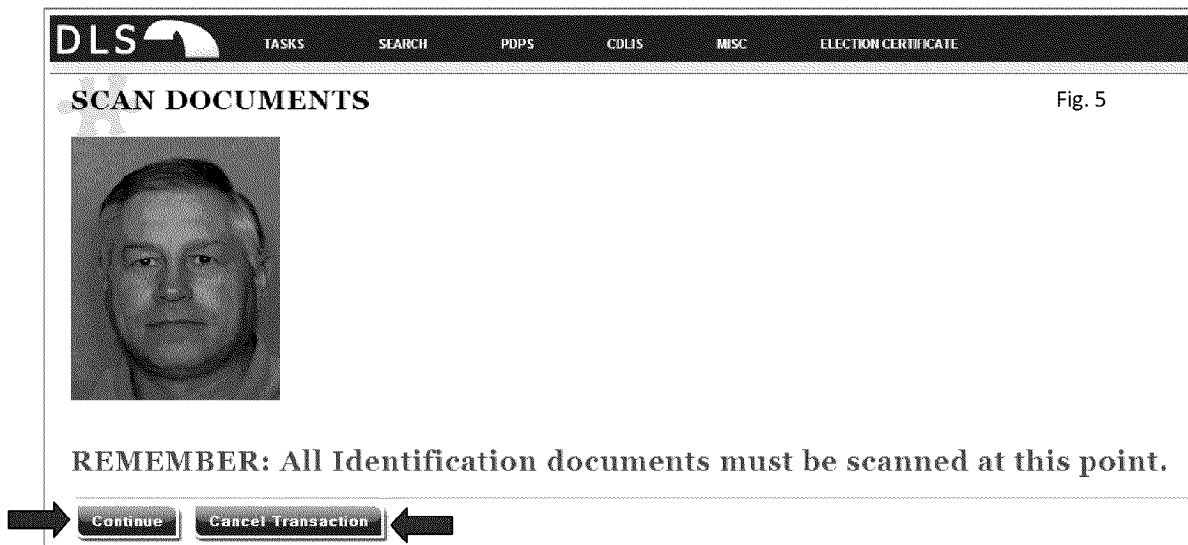 DLS TASKS SEARCH PDPS CDLIS MISC ELECTION CERTIFICATE
SCAN DOCUMENTS Fig. 5
REMEMBER: All Identification documents must be scanned at this point.
Continue Cancel Transaction